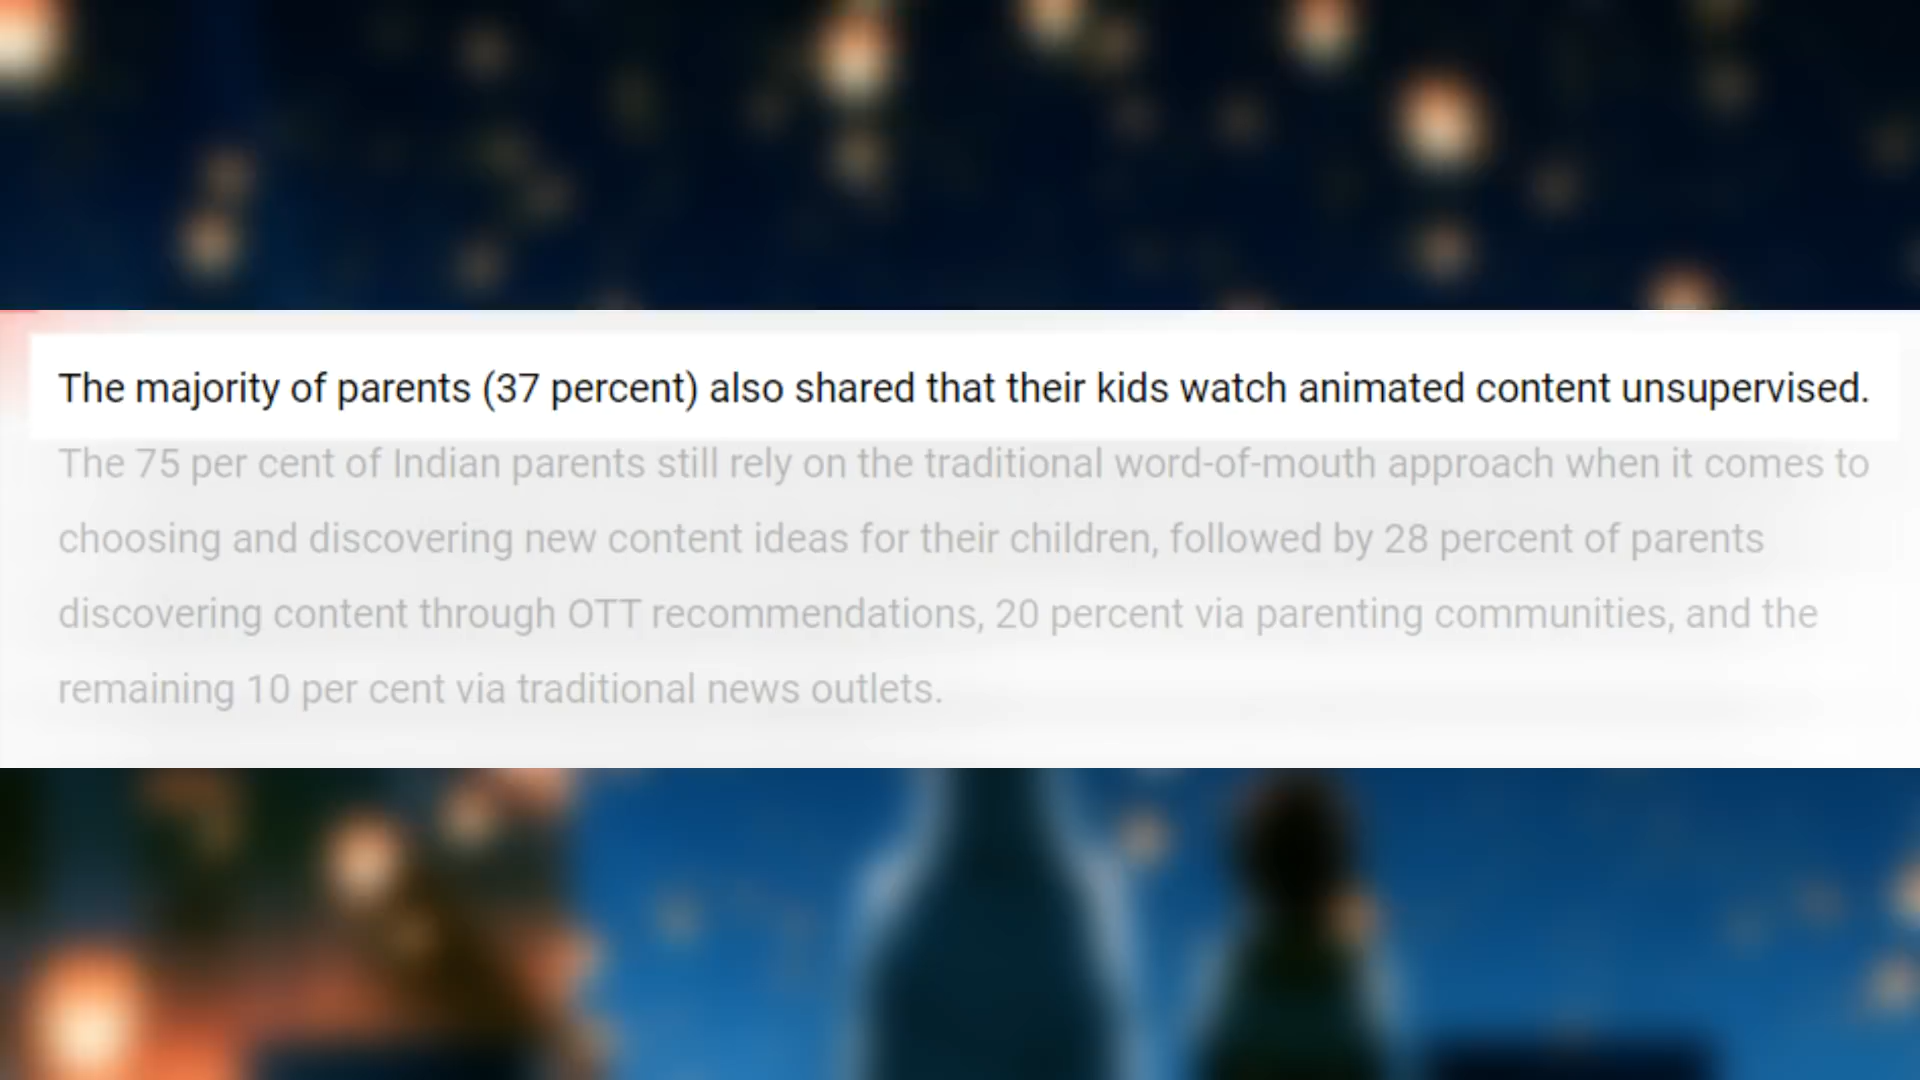 The majority of parents (37 percent) also shared that their kids watch animated content unsupervised.
The 75 per cent of Indian parents still rely on the traditional word-of-mouth approach when it comes to
choosing and discovering new content ideas for their children, followed by 28 percent of parents
discovering content through OTT recommendations, 20 percent via parenting communities, and the
remaining 10 per cent via traditional news outlets.